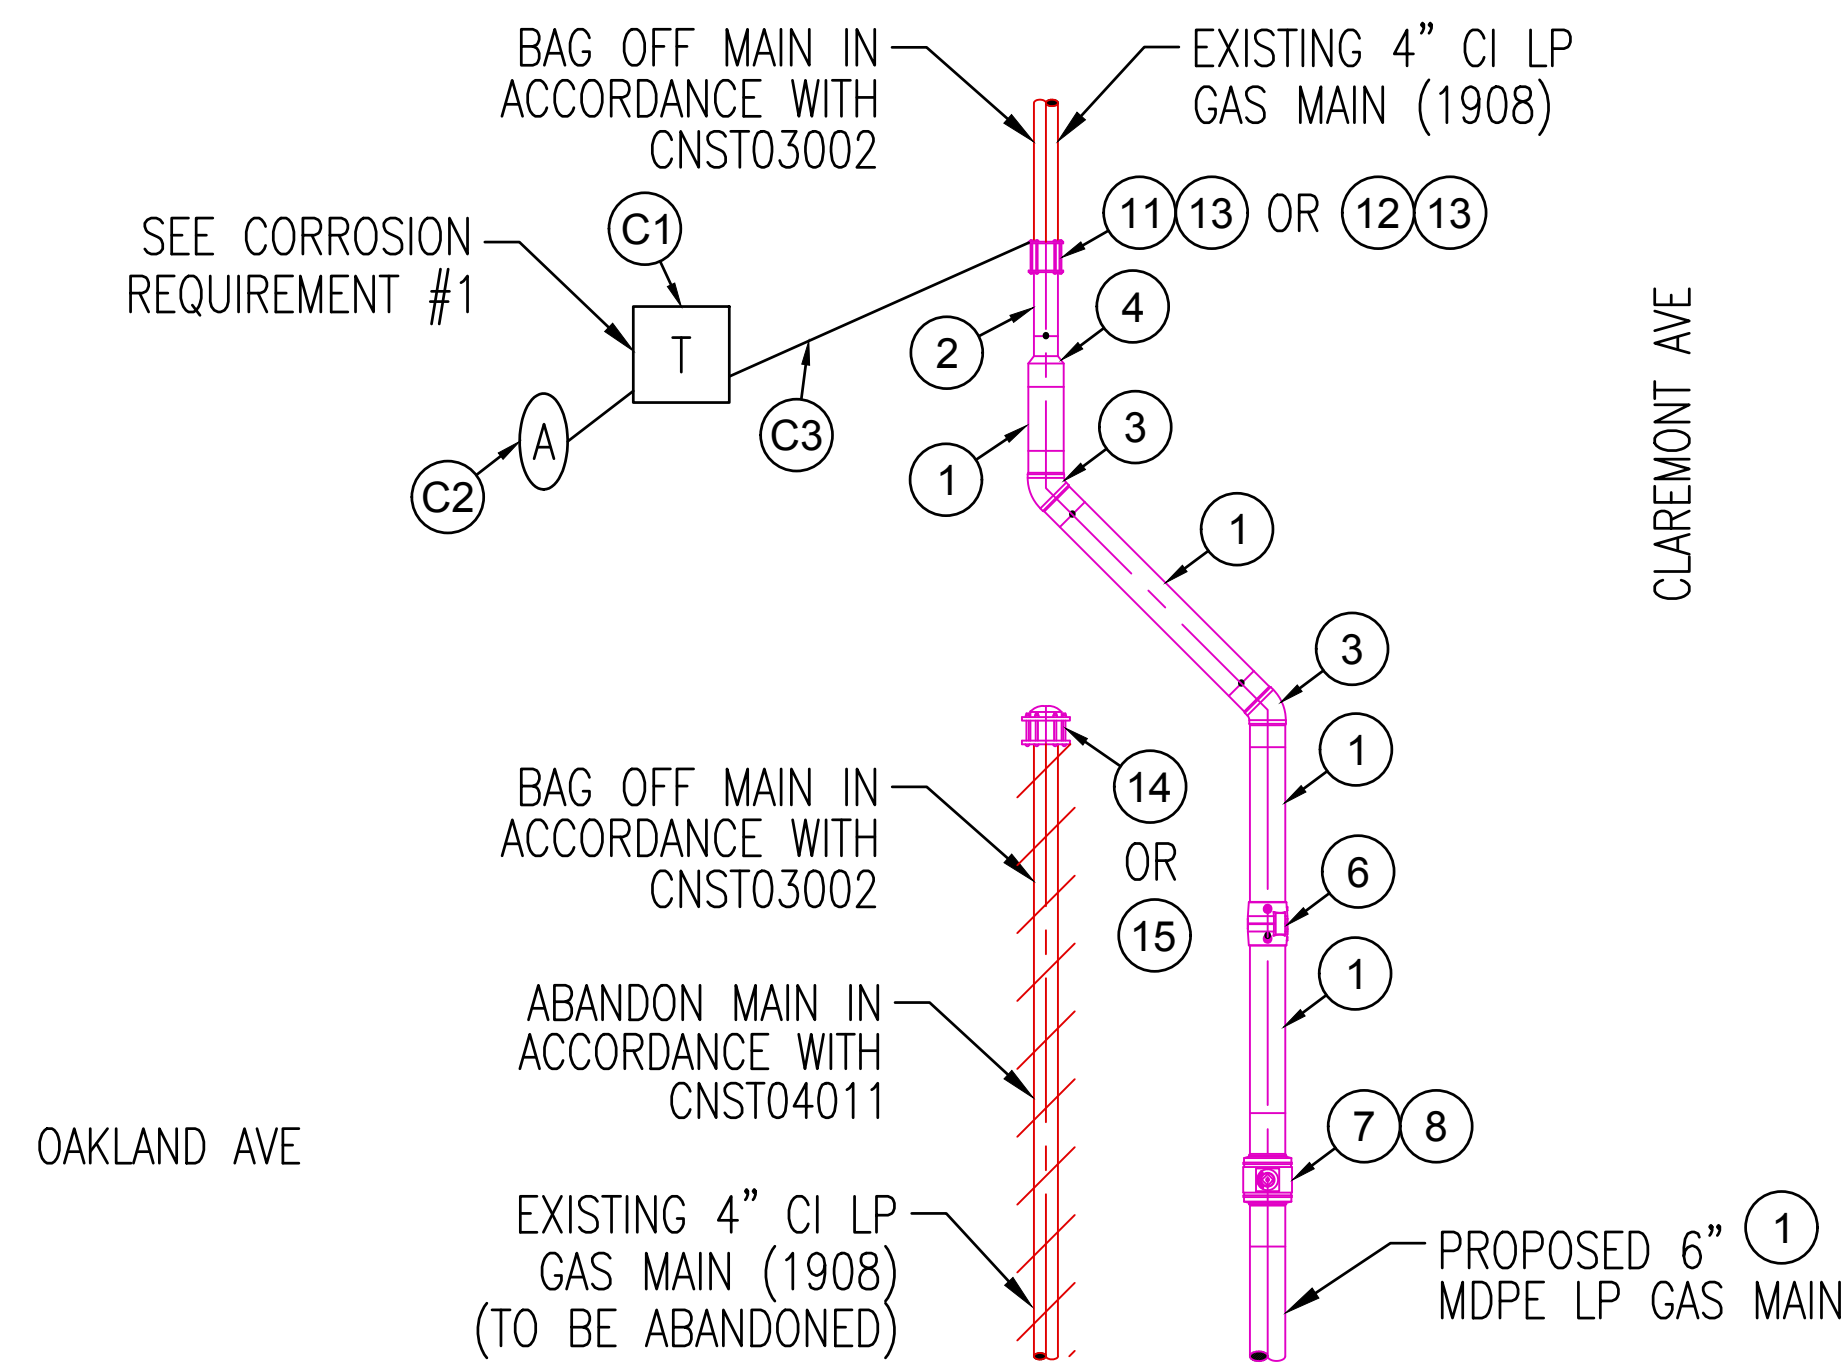 BAG OFF MAIN IN
ACCORDANCE WITH
CNST03002
EXISTING 4" CI LP
GAS MAIN (1908)
11 13 OR 12 13
SEE CORROSION
REQUIREMENT #1
C1
T
A
C2
C3
2
4
1
3
1
CLAREMONT AVE
3
1
BAG OFF MAIN IN
ACCORDANCE WITH
CNST03002
14
OR
15
6
1
ABANDON MAIN IN
ACCORDANCE WITH
CNST04011
OAKLAND AVE
7 8
EXISTING 4" CI LP
GAS MAIN (1908)
(TO BE ABANDONED)
PROPOSED 6" 1
MDPE LP GAS MAIN